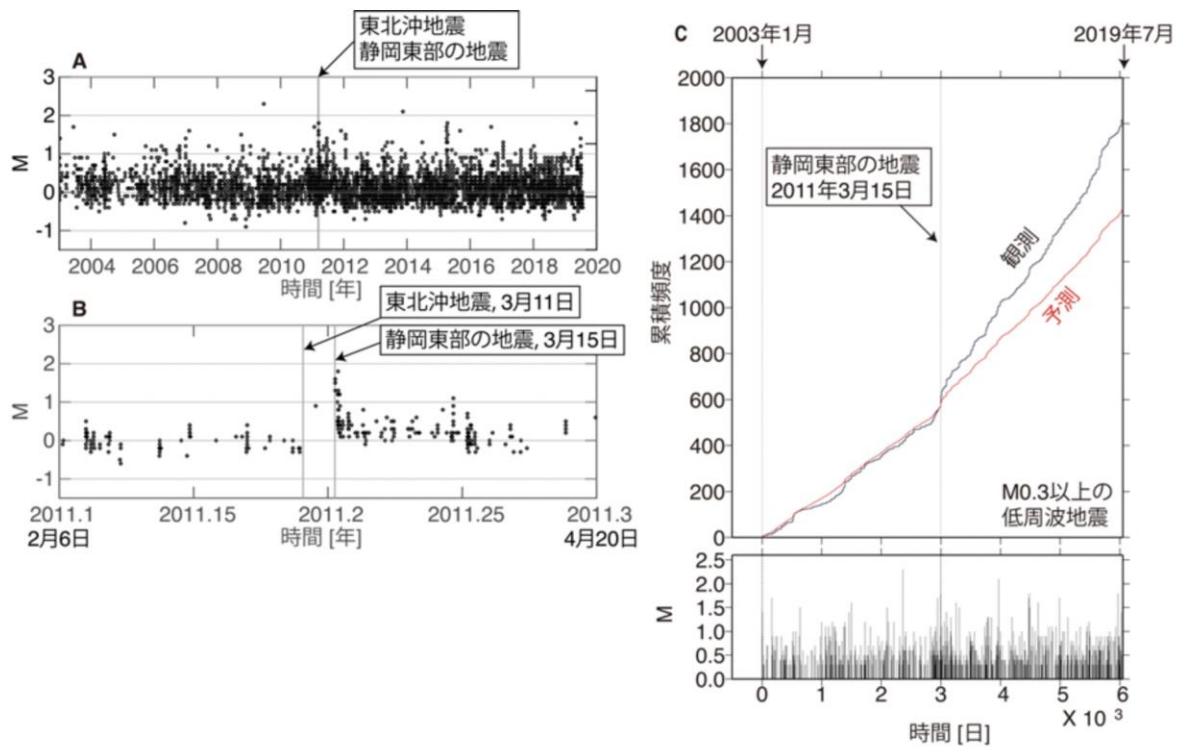 A
東北沖地震
静岡東部の地震
3
2
1
0
-1
M
2004 2006 2008 2010 2012 2014 2016 2018 2020
時間 [年]
B
東北沖地震, 3月11日
静岡東部の地震, 3月15日
3
2
1
0
-1
M
2011.1 2011.15 2011.2 2011.25 2011.3
2月6日 時間 [年] 4月20日
C
2003年1月 2019年7月
2000
1800
1600
1400
1200
1000
800
600
400
200
0
累積頻度
静岡東部の地震
2011年3月15日
観測
予測
M0.3以上の
低周波地震
2.5
2.0
1.5
1.0
0.5
0.0
M
0 1 2 3 4 5 6
X 10 3
時間 [日]